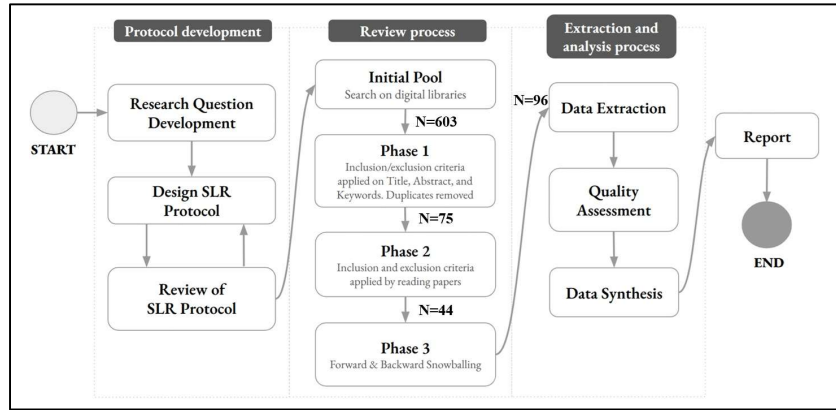 Protocol development
START
Research Question
Development
Design SLR
Protocol
Review of
SLR Protocol
Review process
Initial Pool
Search on digital libraries
N=603
Phase 1
Inclusion/exclusion criteria
applied on Title, Abstract, and
Keywords. Duplicates removed
N=75
Phase 2
Inclusion and exclusion criteria
applied by reading papers
N=44
Phase 3
Forward & Backward Snowballing
Extraction and
analysis process
N=96
Data Extraction
Quality
Assessment
Data Synthesis
Report
END